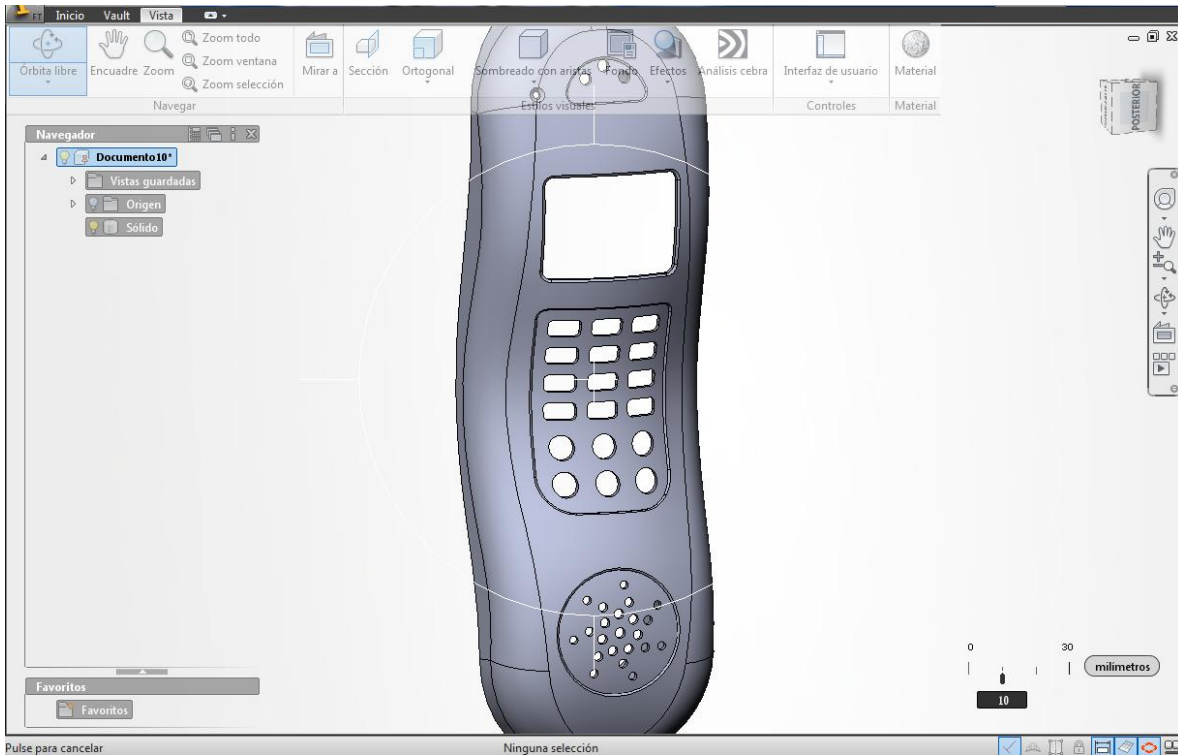 FT Inicio Vault Vista
Órbita libre
Encuadre
Zoom
Zoom todo
Zoom ventana
Zoom selección
Navegar
Mirar a
Sección
Ortogonal
Sombreado con aristas
Fondo
Efectos
Análisis cebra
Estilos visuales
Interfaz de usuario
Controles
Material
Material
POSTERIOR
Navegador
Documento10*
Vistas guardadas
Origen
Sólido
0 30
milímetros
10
Favoritos
Favoritos
Pulse para cancelar
Ninguna selección